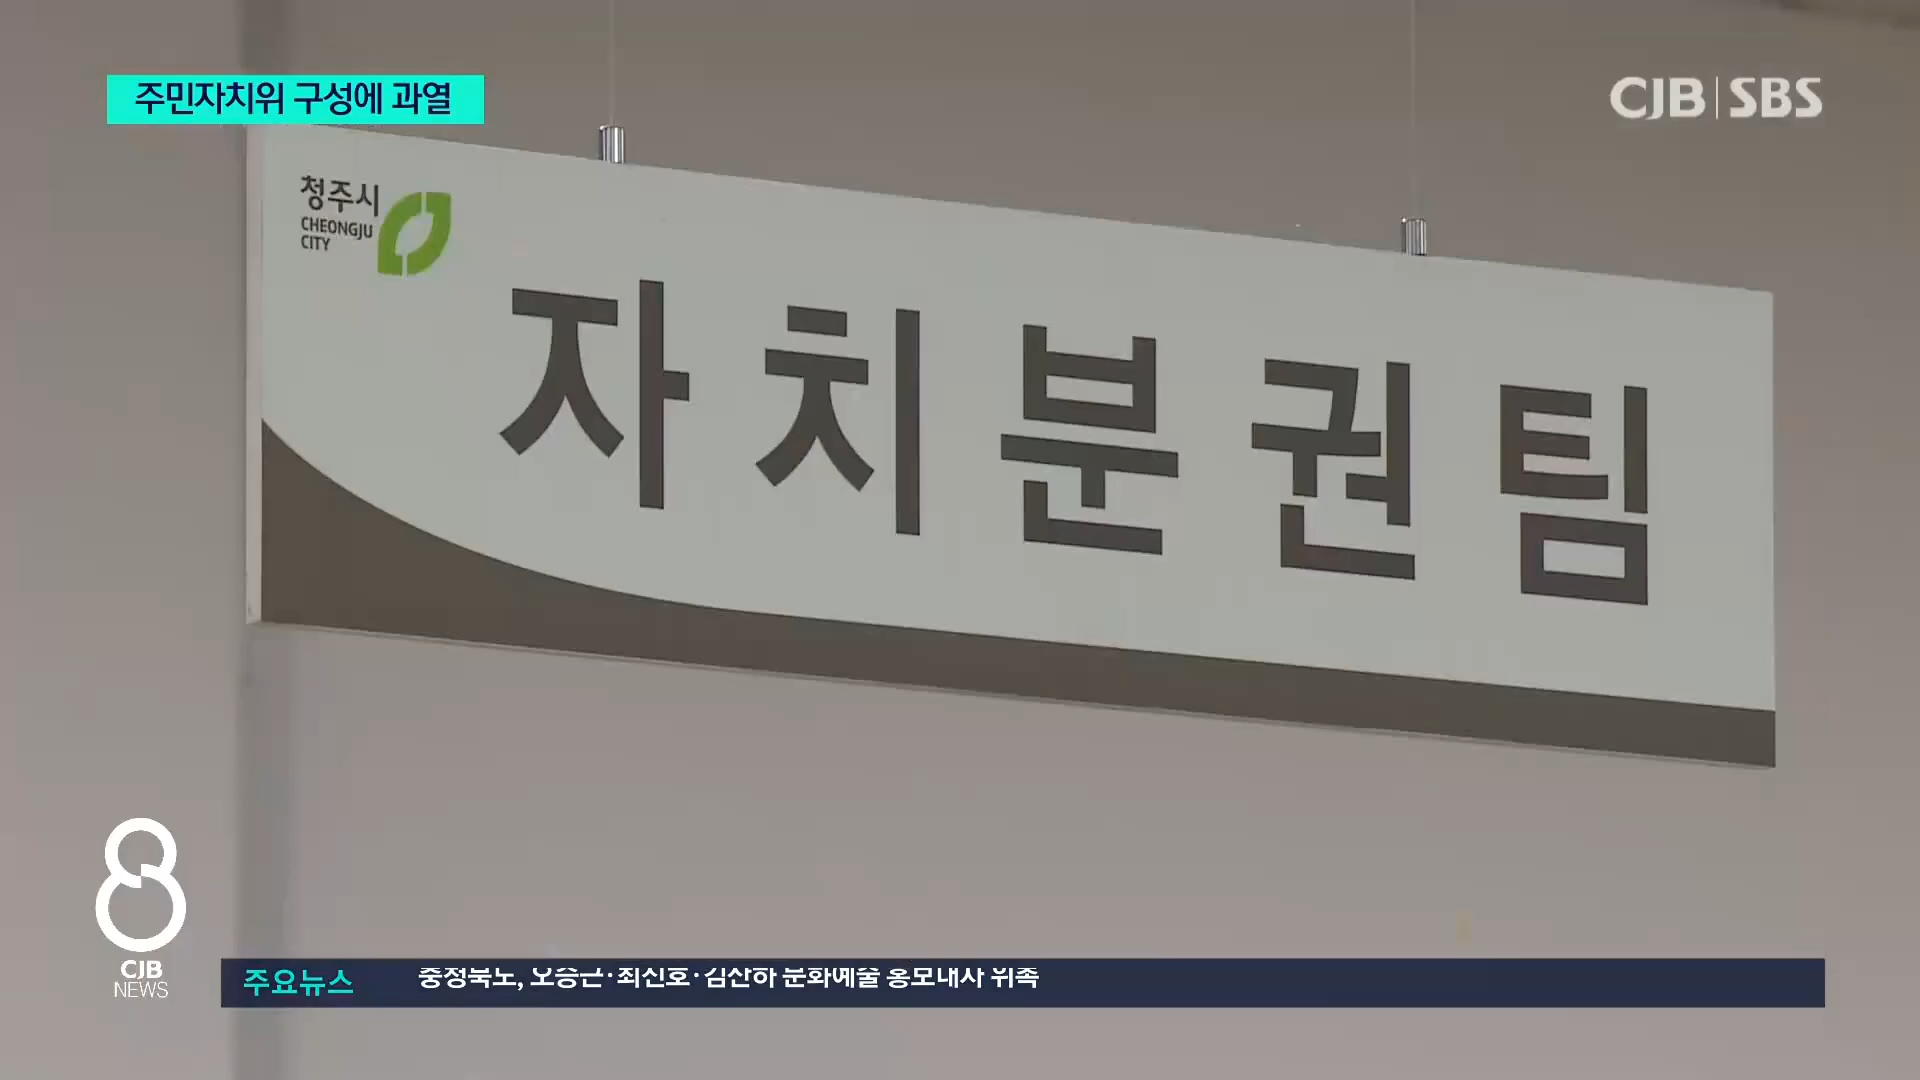 주민자치위 구성에 과열
CJB SBS
청주시
CHEONGJU
CITY
자치분권팀
8
CJB
NEWS
주요뉴스
충청북도, 오승근·최진호·김산하 문화예술 홍보대사 위촉